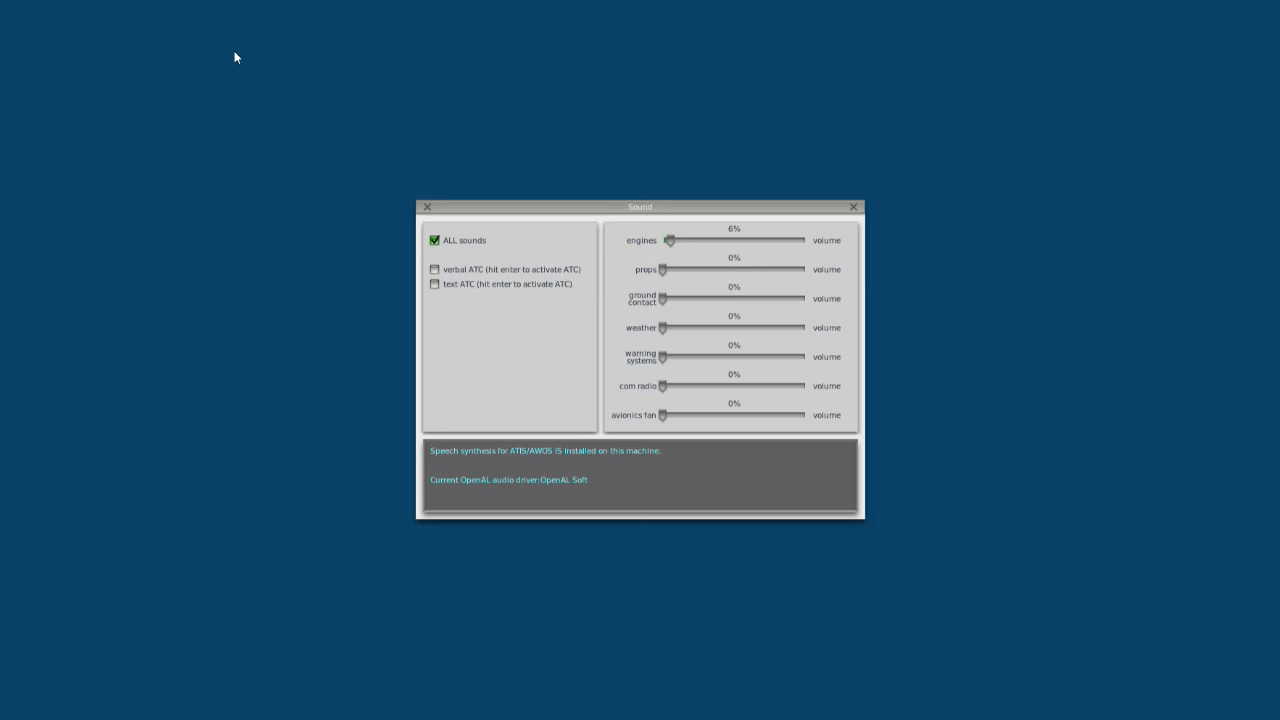 Sound
ALL sounds
verbal ATC (hit enter to activate ATC)
text ATC (hit enter to activate ATC)
6%
engines volume
0%
props volume
0%
ground
contact volume
0%
weather volume
0%
warning
systems volume
0%
com radio volume
0%
avionics fan volume
Speech synthesis for ATIS/AWOS IS installed on this machine.
Current OpenAL audio driver:OpenAL Soft